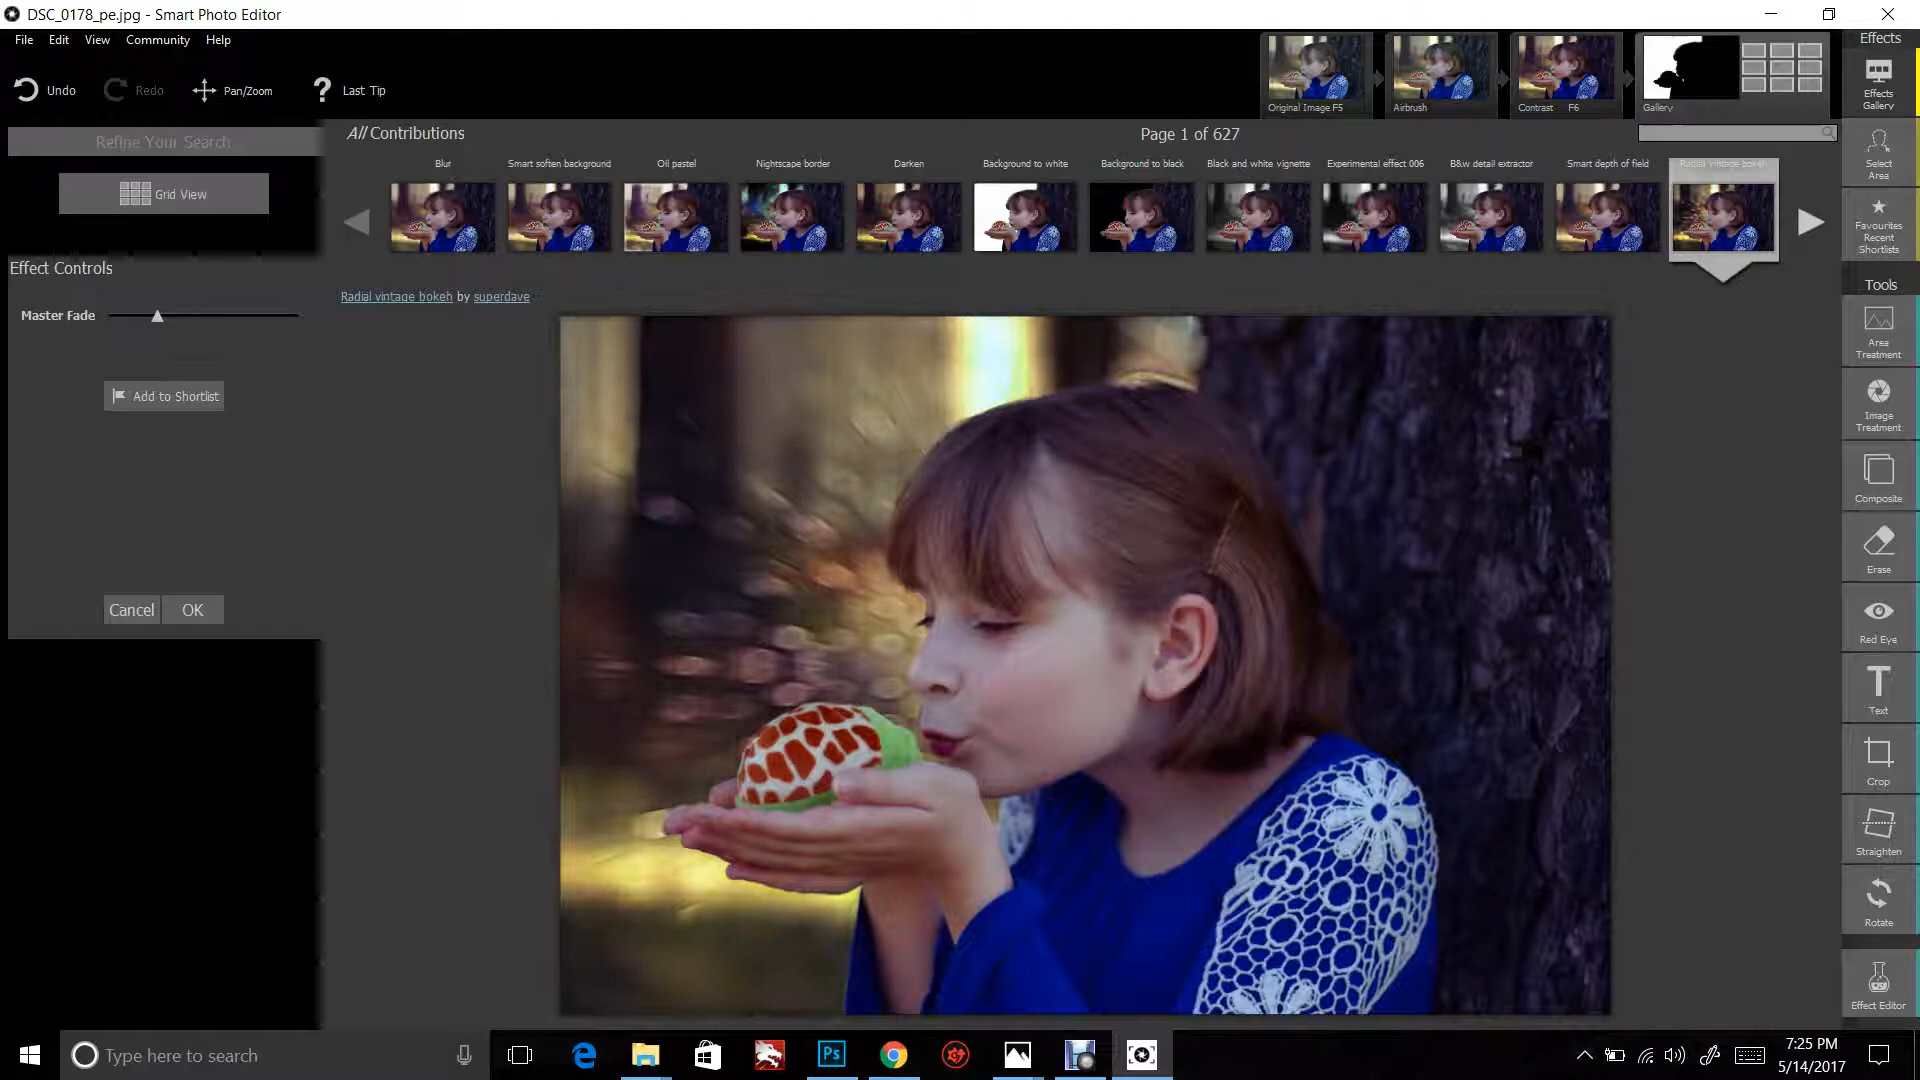 DSC_0178_pe.jpg - Smart Photo Editor
File Edit View Community Help
Undo Redo Pan/Zoom ? Last Tip
Original Image F5 Airbrush Contrast F6 Gallery
Refine Your Search
Grid View
Effect Controls
Master Fade
Add to Shortlist
Cancel OK
All Contributions Page 1 of 627
Blur Smart soften background Oil pastel Nightscape border Darken Background to white Background to black Black and white vignette Experimental effect 006 B&w detail extractor Smart depth of field Radial vintage bokeh
Radial vintage bokeh by superdave
Effects
Effects
Gallery
Select
Area
Favourites
Recent
Shortlists
Tools
Area
Treatment
Image
Treatment
Composite
Erase
Red Eye
T
Text
Crop
Straighten
Rotate
Effect Editor
Type here to search
Ps
7:25 PM
5/14/2017